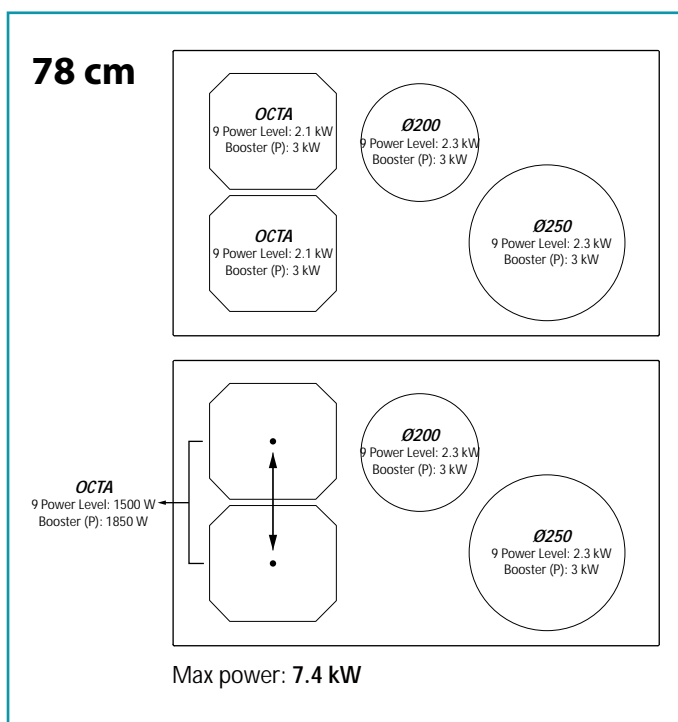 78 cm
OCTA
9 Power Level: 2.1 kW
Booster (P): 3 kW
Ø200
9 Power Level: 2.3 kW
Booster (P): 3 kW
OCTA
9 Power Level: 2.1 kW
Booster (P): 3 kW
Ø250
9 Power Level: 2.3 kW
Booster (P): 3 kW
Ø200
9 Power Level: 2.3 kW
Booster (P): 3 kW
OCTA
9 Power Level: 1500 W
Booster (P): 1850 W
Ø250
9 Power Level: 2.3 kW
Booster (P): 3 kW
Max power: 7.4 kW